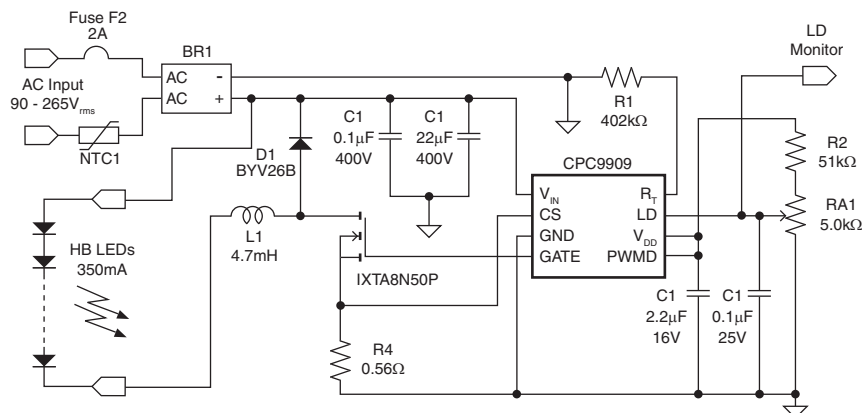 Fuse F2
2A
BR1
AC
-
AC
+
AC Input
90 - 265Vrms
NTC1
LD
Monitor
R1
402kΩ
C1
0.1μF
400V
C1
22μF
400V
D1
BYV26B
R2
51kΩ
CPC9909
VIN
RT
CS
LD
GND
VDD
GATE
PWMD
RA1
5.0kΩ
L1
4.7mH
HB LEDs
350mA
IXTA8N50P
C1
2.2μF
16V
C1
0.1μF
25V
R4
0.56Ω